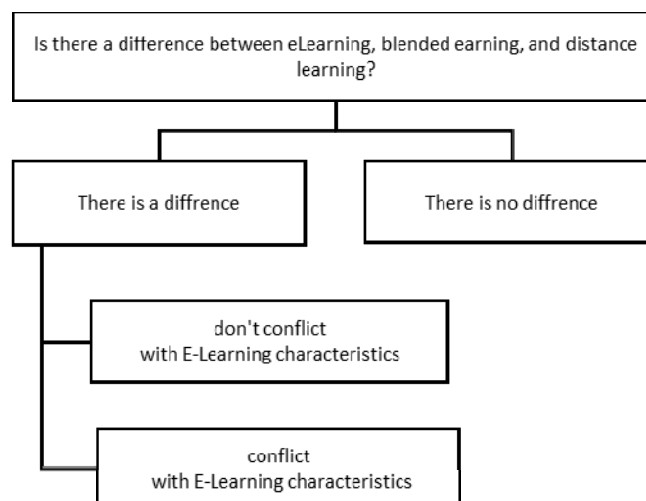 Is there a difference between eLearning, blended earning, and distance
learning?
There is a diffrence
There is no diffrence
don't conflict
with E-Learning characteristics
conflict
with E-Learning characteristics